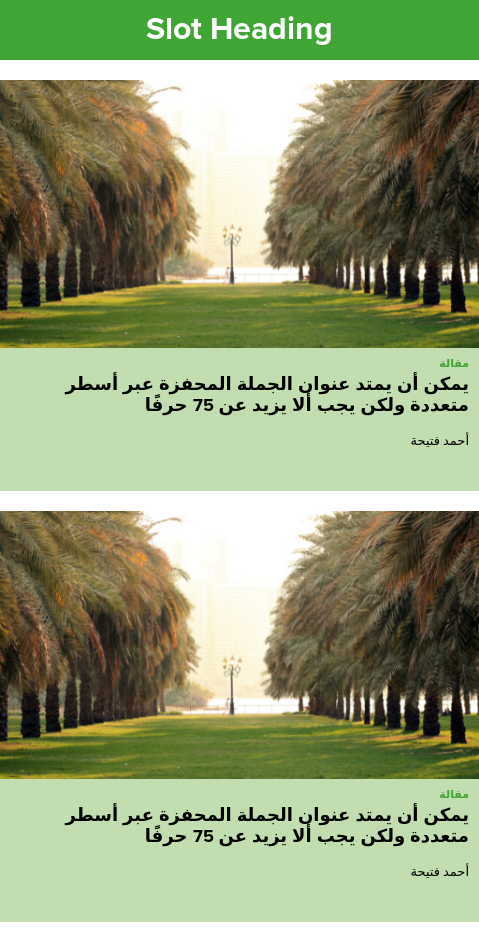 Slot Heading
مقالة
يمكن أن يمتد عنوان الجملة المحفزة عبر أسطر
متعددة ولكن يجب ألا يزيد عن 75 حرفًا
أحمد فتيحة
مقالة
يمكن أن يمتد عنوان الجملة المحفزة عبر أسطر
متعددة ولكن يجب ألا يزيد عن 75 حرفًا
أحمد فتيحة